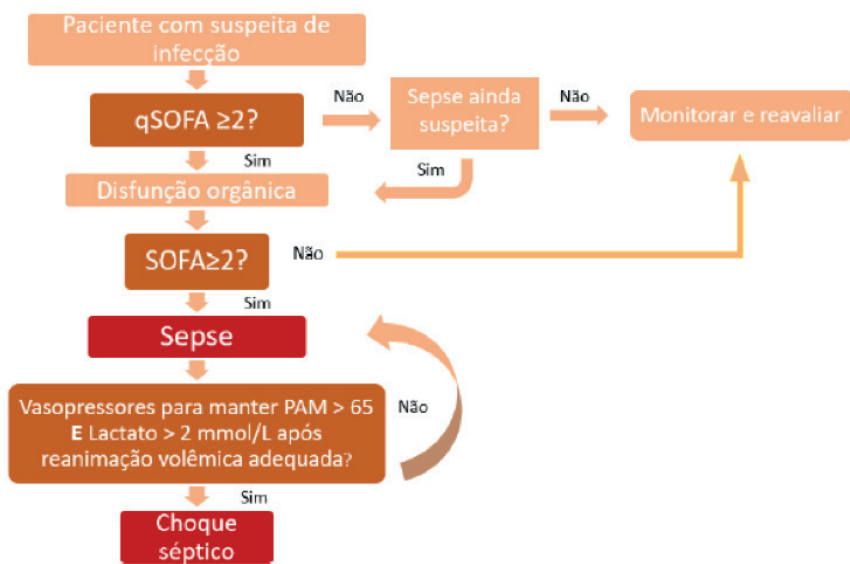 Paciente com suspeita de
infecção
qSOFA ≥2?
Não
Sepse ainda
suspeita?
Não
Monitorar e reavaliar
Sim
Sim
Disfunção orgânica
SOFA≥2?
Não
Sim
Sepse
Vasopressores para manter PAM > 65
E Lactato > 2 mmol/L após
reanimação volêmica adequada?
Não
Sim
Choque
séptico